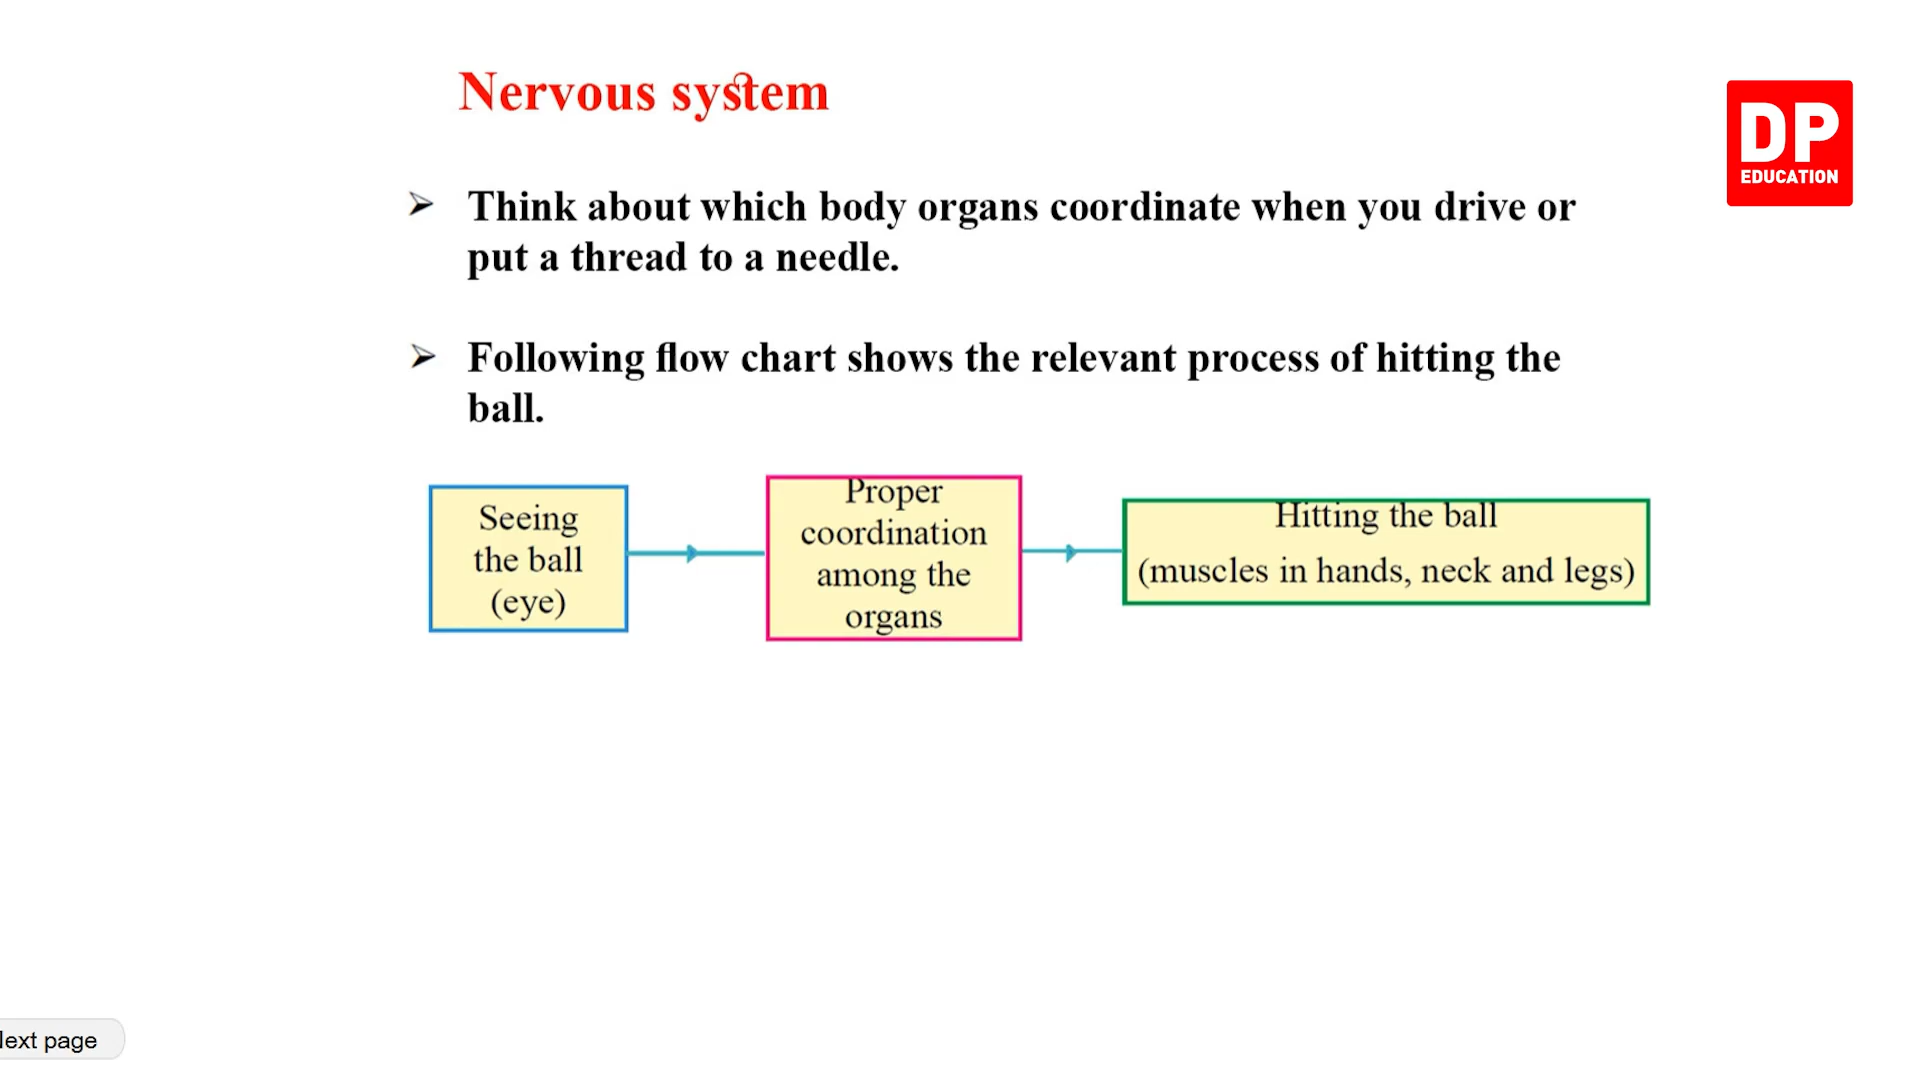 Nervous system
DP
EDUCATION
Think about which body organs coordinate when you drive or
put a thread to a needle.
Following flow chart shows the relevant process of hitting the
ball.
Seeing
the ball
(eye)
Proper
coordination
among the
organs
Hitting the ball
(muscles in hands, neck and legs)
page